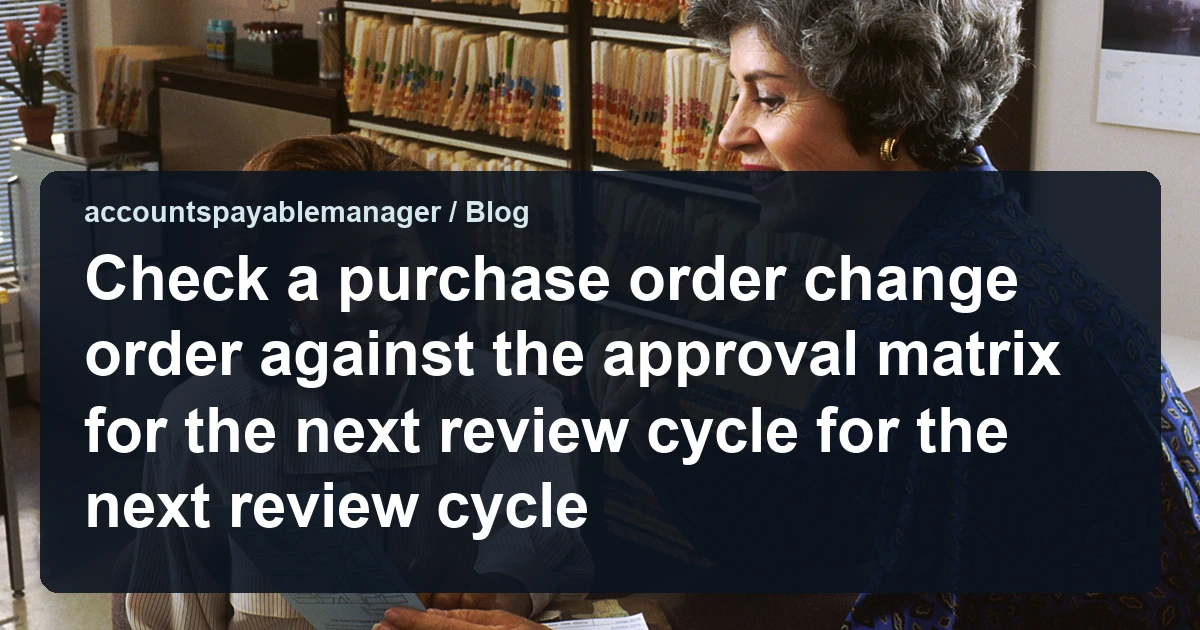 accountspayablemanager / Blog
Check a purchase order change
order against the approval matrix
for the next review cycle for the
next review cycle